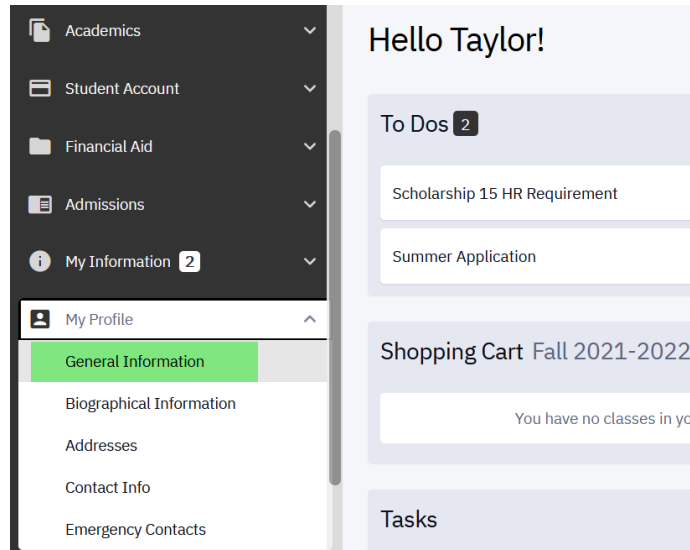 Academics
Student Account
Financial Aid
Admissions
My Information 2
My Profile
General Information
Biographical Information
Addresses
Contact Info
Emergency Contacts
Hello Taylor!
To Dos 2
Scholarship 15 HR Requirement
Summer Application
Shopping Cart Fall 2021-2022
You have no classes in
Tasks